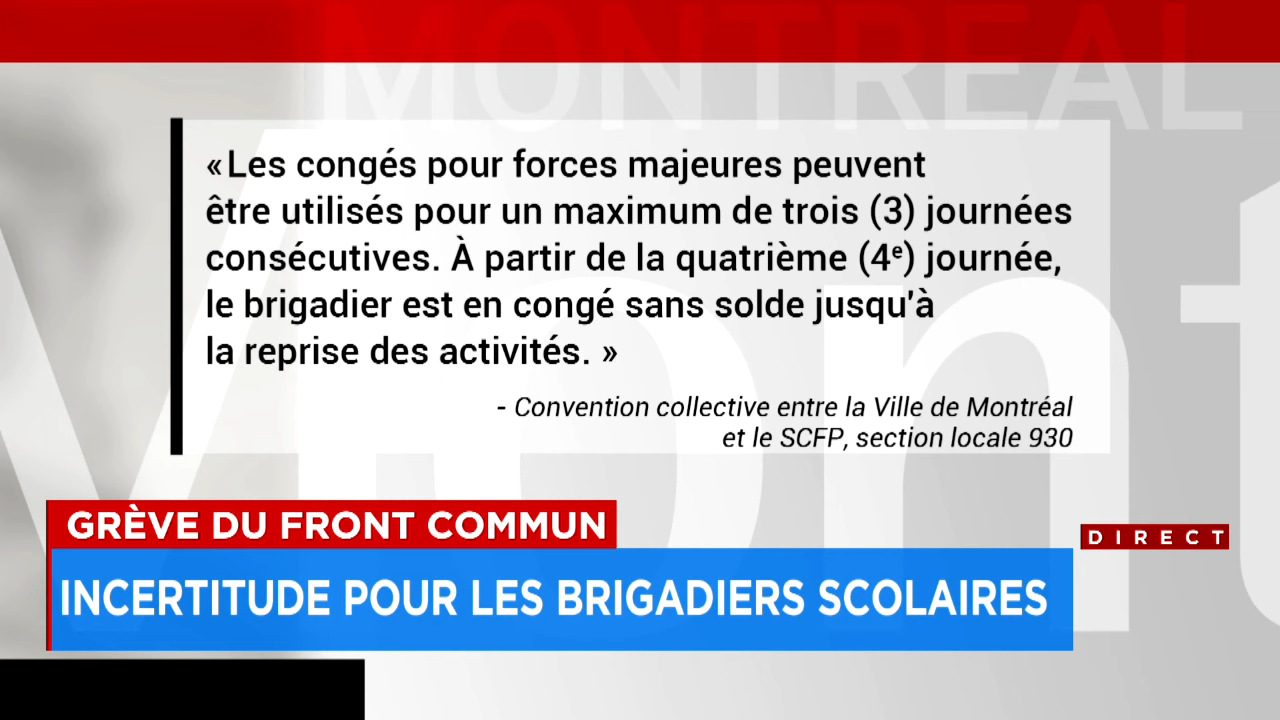 MONTRÉAL
«Les congés pour forces majeures peuvent
être utilisés pour un maximum de trois (3) journées
consécutives. À partir de la quatrième (4ᵉ) journée,
le brigadier est en congé sans solde jusqu'à
la reprise des activités. »
- Convention collective entre la Ville de Montréal
et le SCFP, section locale 930
Mont
GRÈVE DU FRONT COMMUN
DIRECT
INCERTITUDE POUR LES BRIGADIERS SCOLAIRES